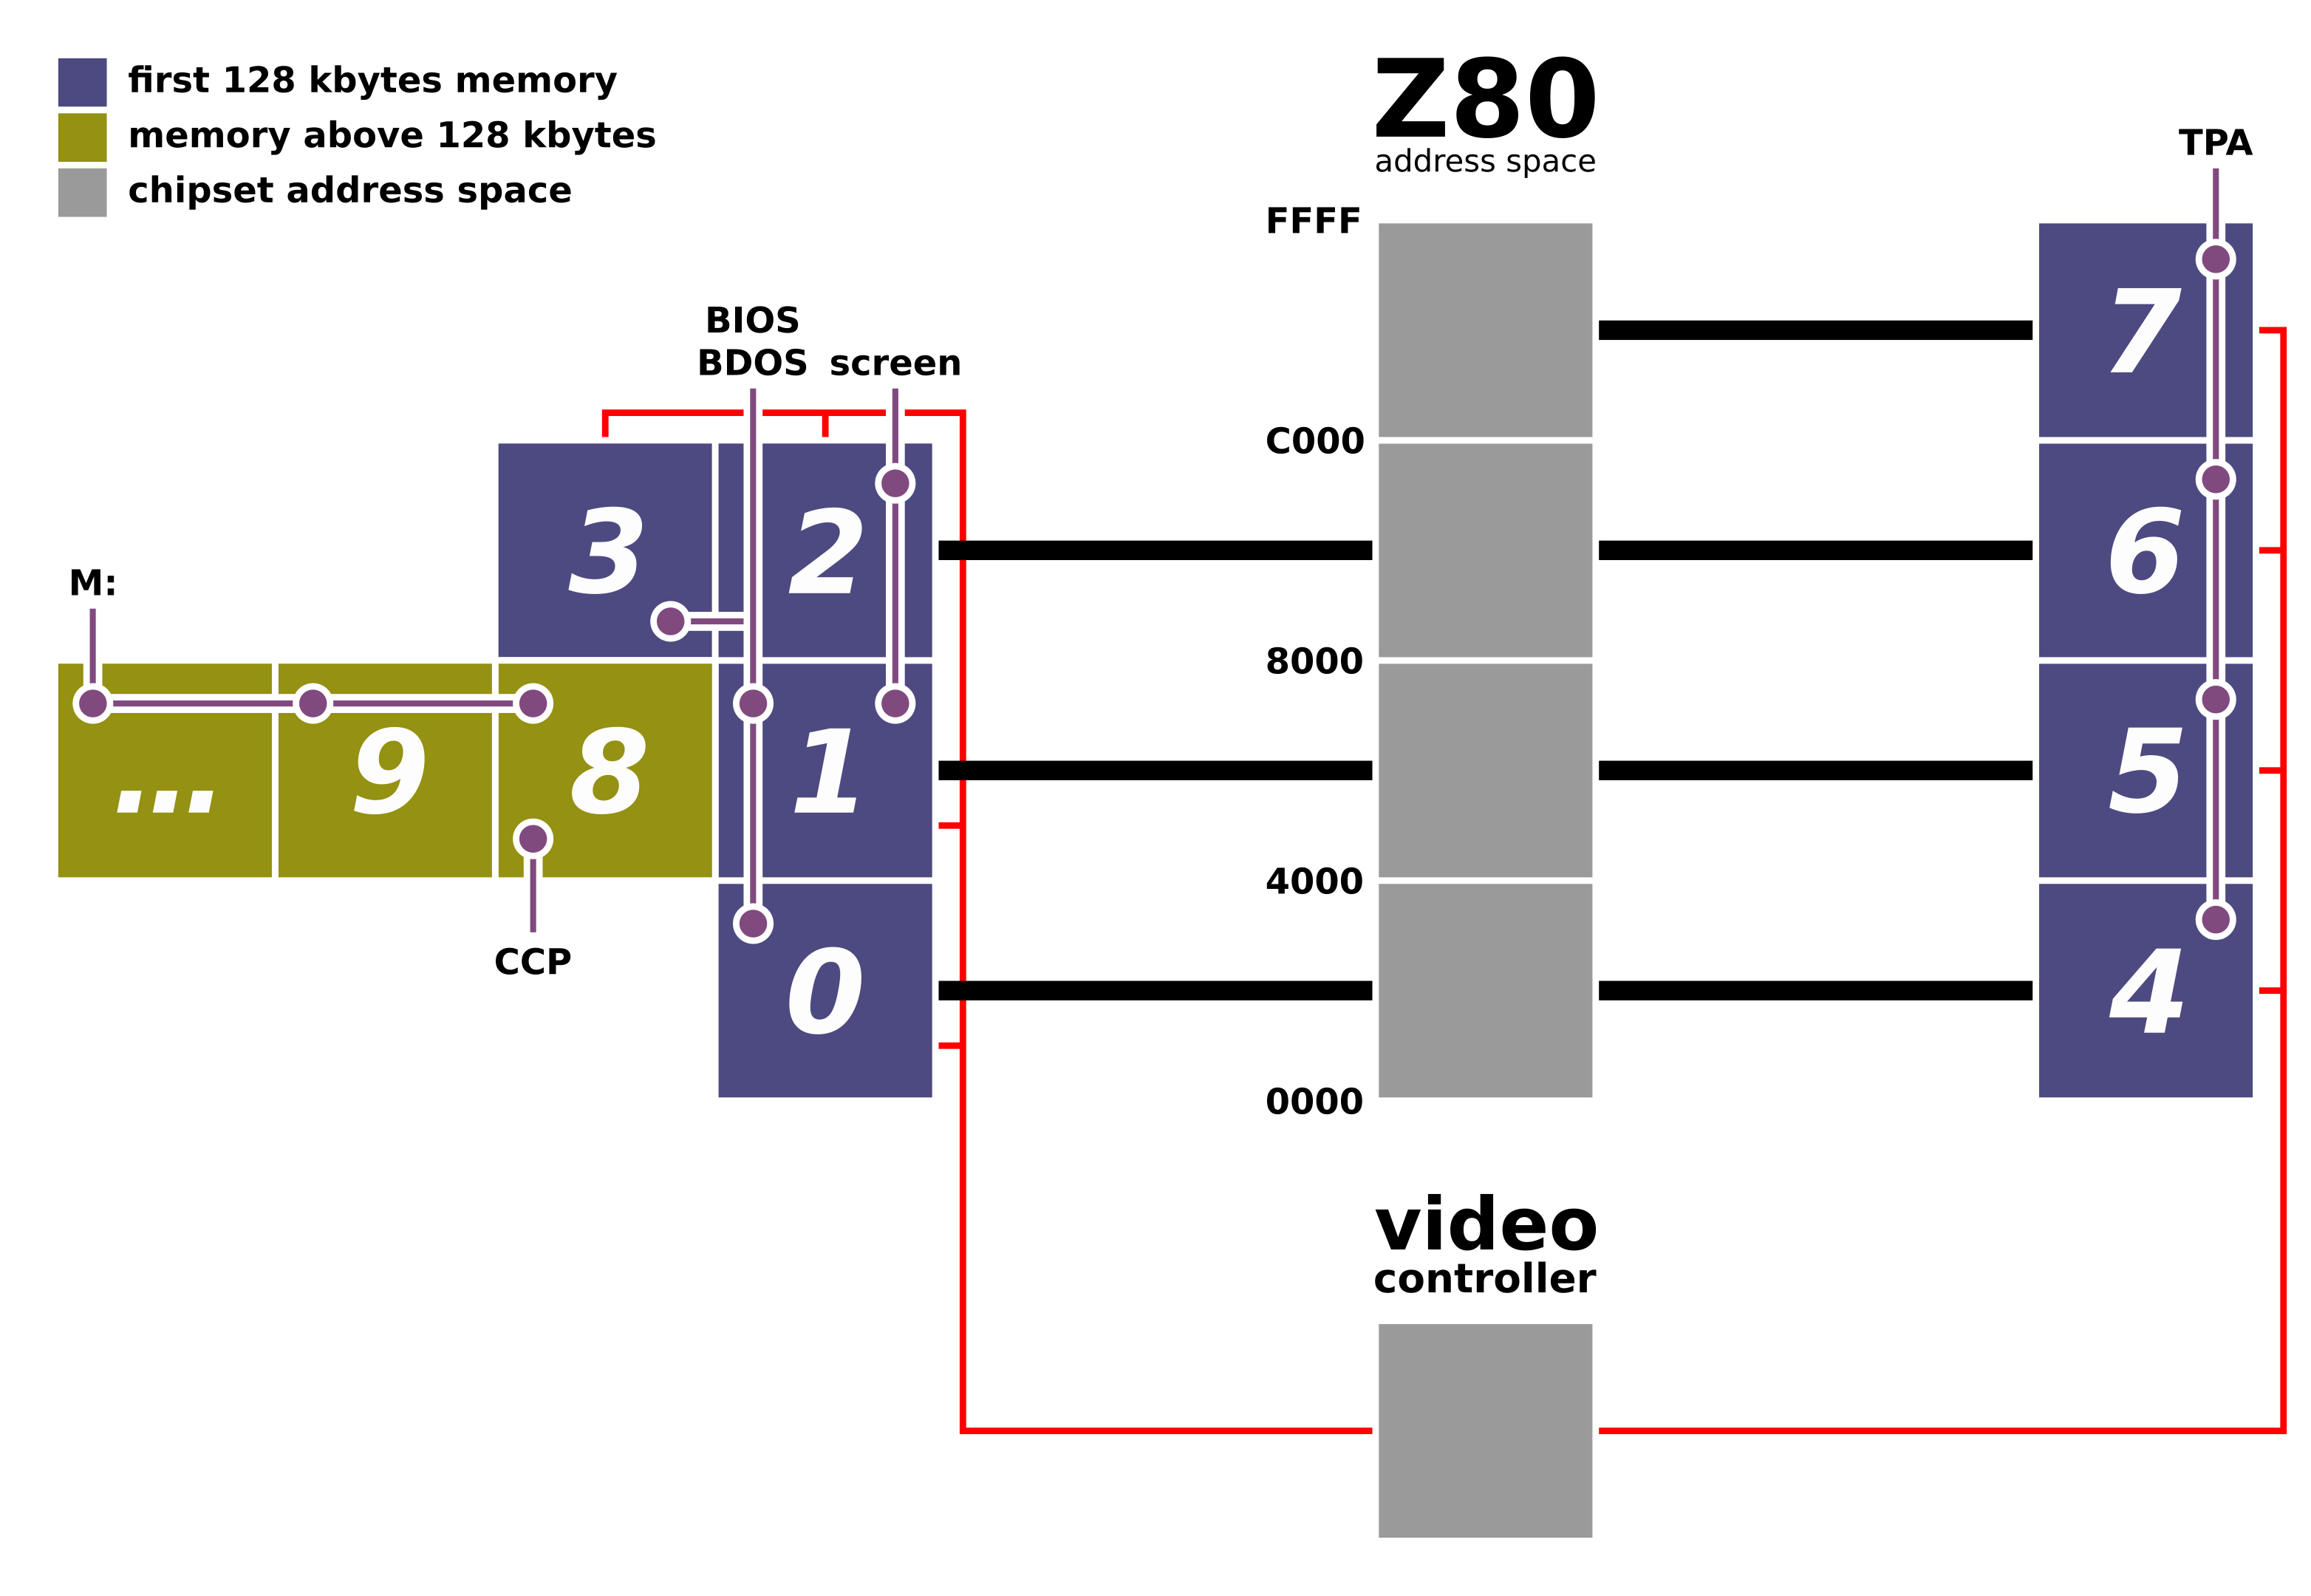 first 128 kbytes memory
memory above 128 kbytes
chipset address space
Z80
address space
TPA
FFFF
7
BIOS
BDOS
screen
C000
3
2
6
M:
8000
...
9
8
1
5
4000
CCP
0
4
0000
video
controller